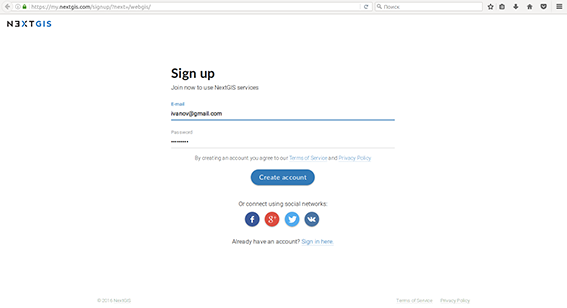 https://my.nextgis.com/signup/?next=/webgis/
Поиск
NEXTGIS
Sign up
Join now to use NextGIS services
E-mail
ivanov@gmail.com
Password
•••••••••
By creating an account you agree to our Terms of Service and Privacy Policy
Create account
Or connect using social networks:
Already have an account? Sign in here
© 2016 NextGIS Terms of Service Privacy Policy